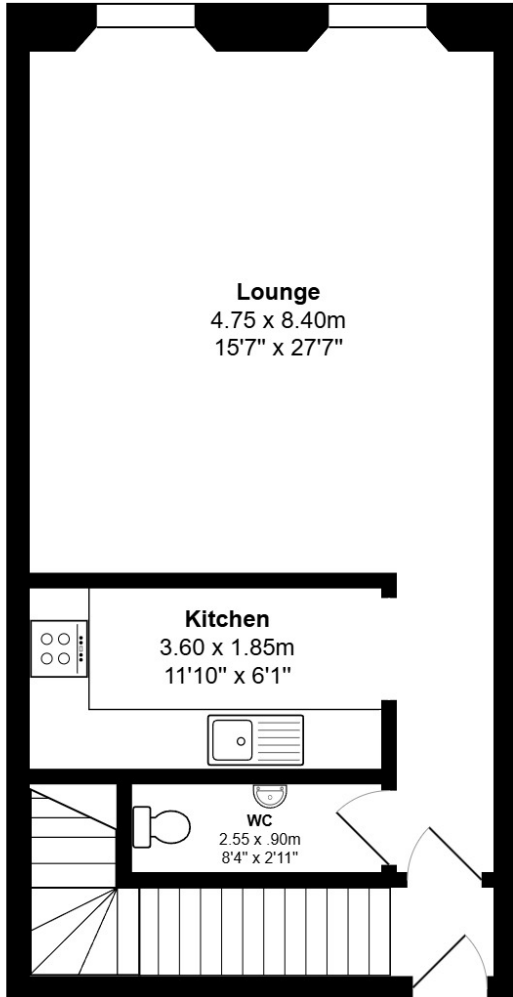 Lounge
4.75 x 8.40m
15'7" x 27'7"
Kitchen
3.60 x 1.85m
11'10" x 6'1"
WC
2.55 x .90m
8'4" x 2'11"